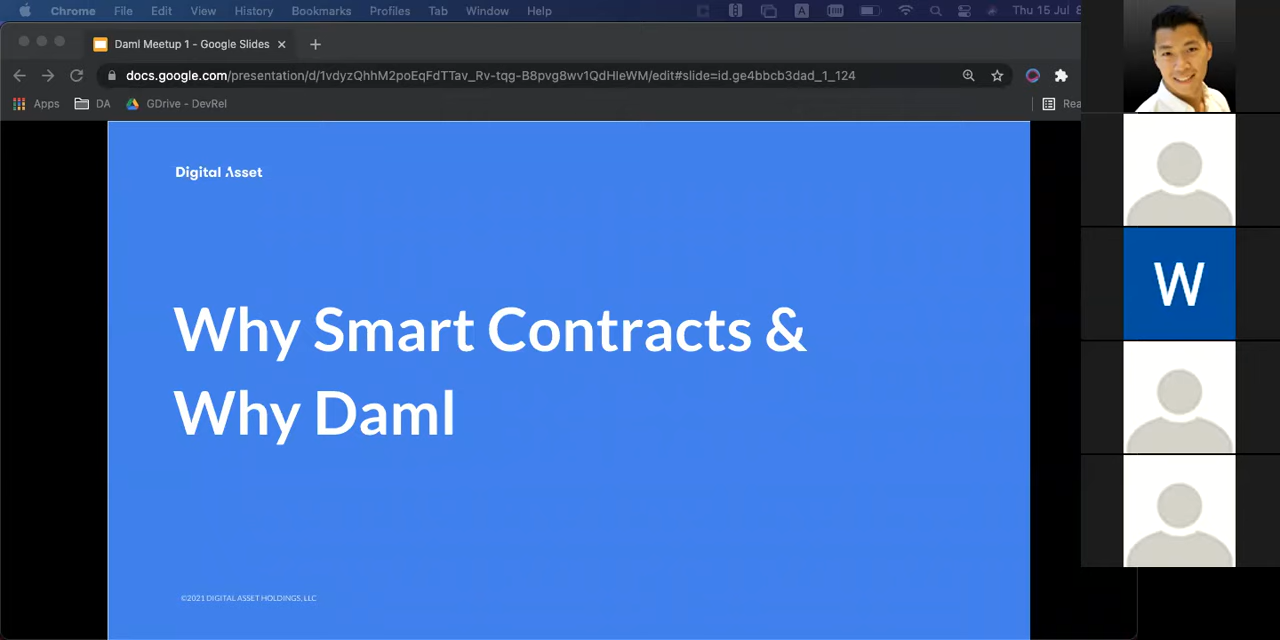 Chrome File Edit View History Bookmarks Profiles Tab Window Help
A
Thu 15 Jul 8
Daml Meetup 1 - Google Slides
docs.google.com/presentation/d/1vdyzQhhM2poEqFdTTav_Rv-tqg-B8pvg8wv1QdHIeWM/edit#slide=id.ge4bbcb3dad_1_124
Apps DA GDrive - DevRel
Rea
Digital Asset
Why Smart Contracts &
Why Daml
©2021 DIGITAL ASSET HOLDINGS, LLC
W